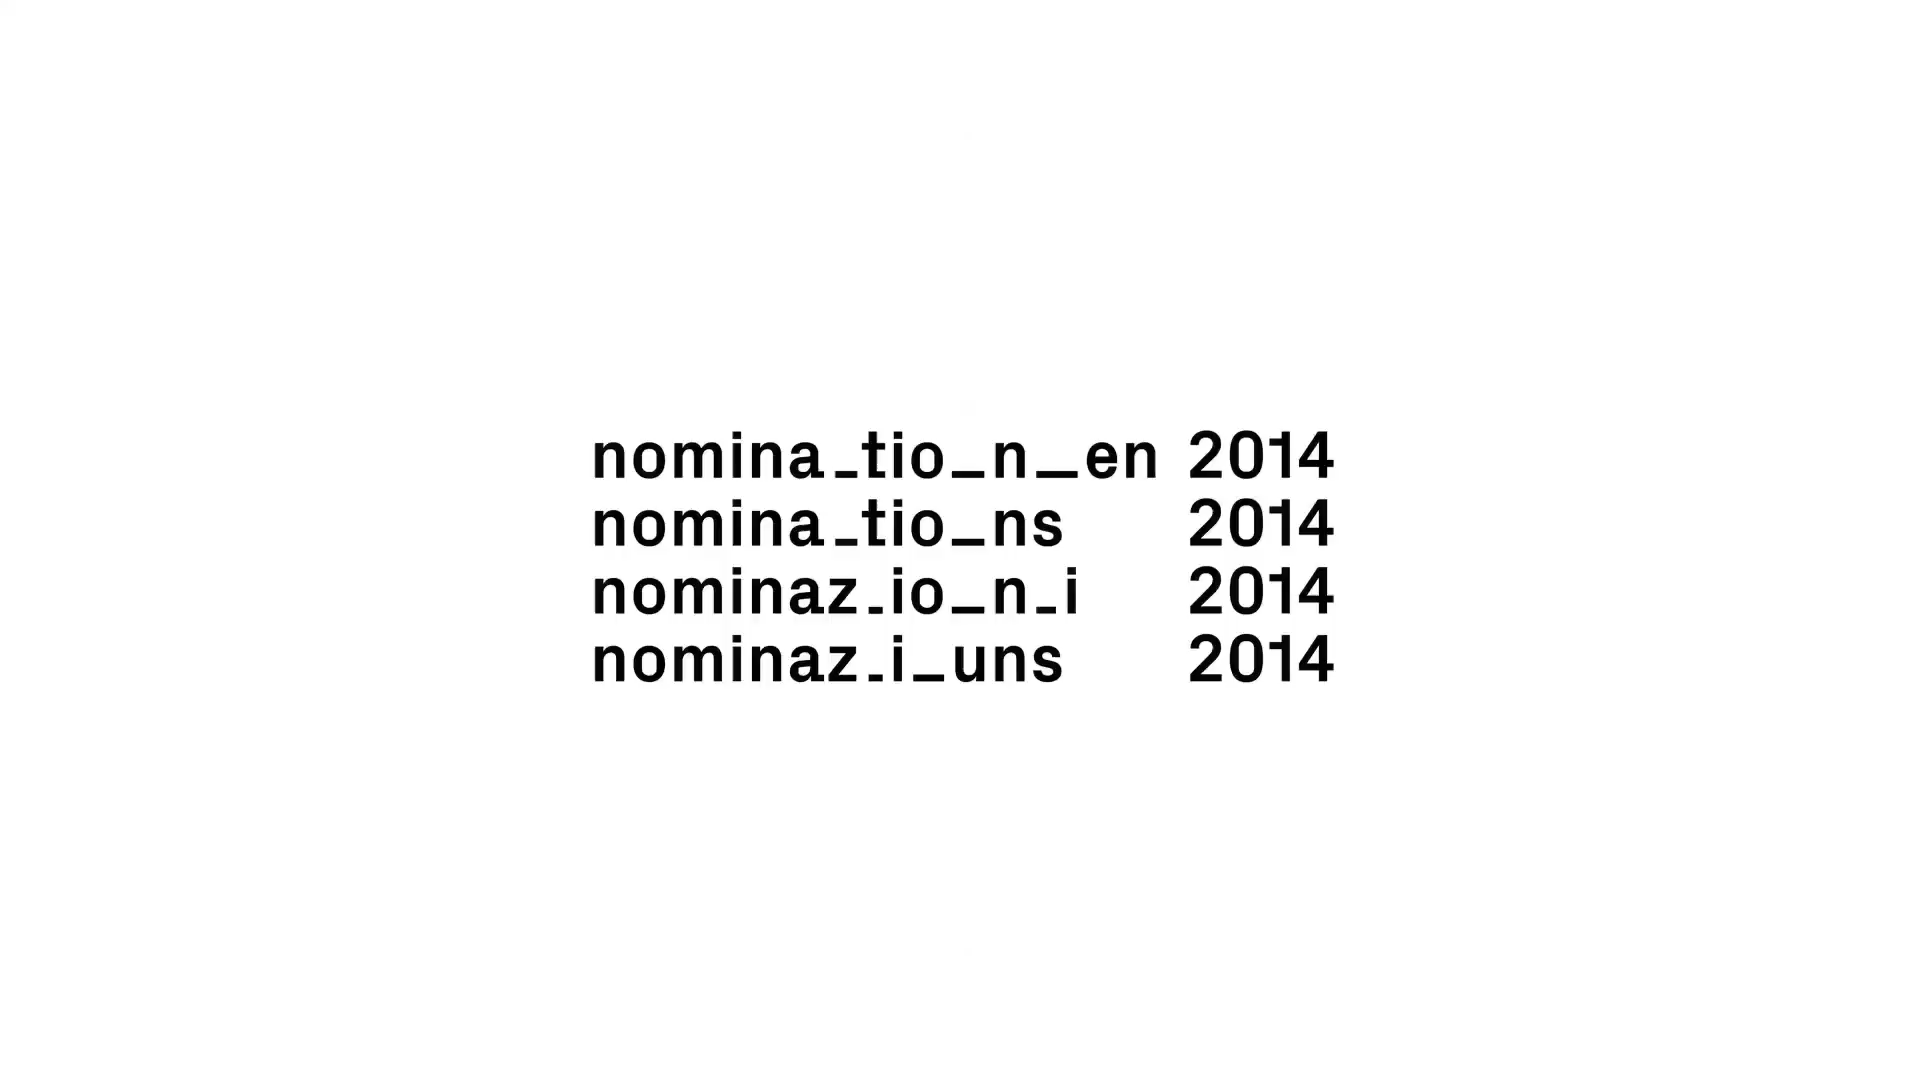 nomina_tio_n_en 2014
nomina_tio_ns 2014
nominaz_io_n_i 2014
nominaz_i_uns 2014